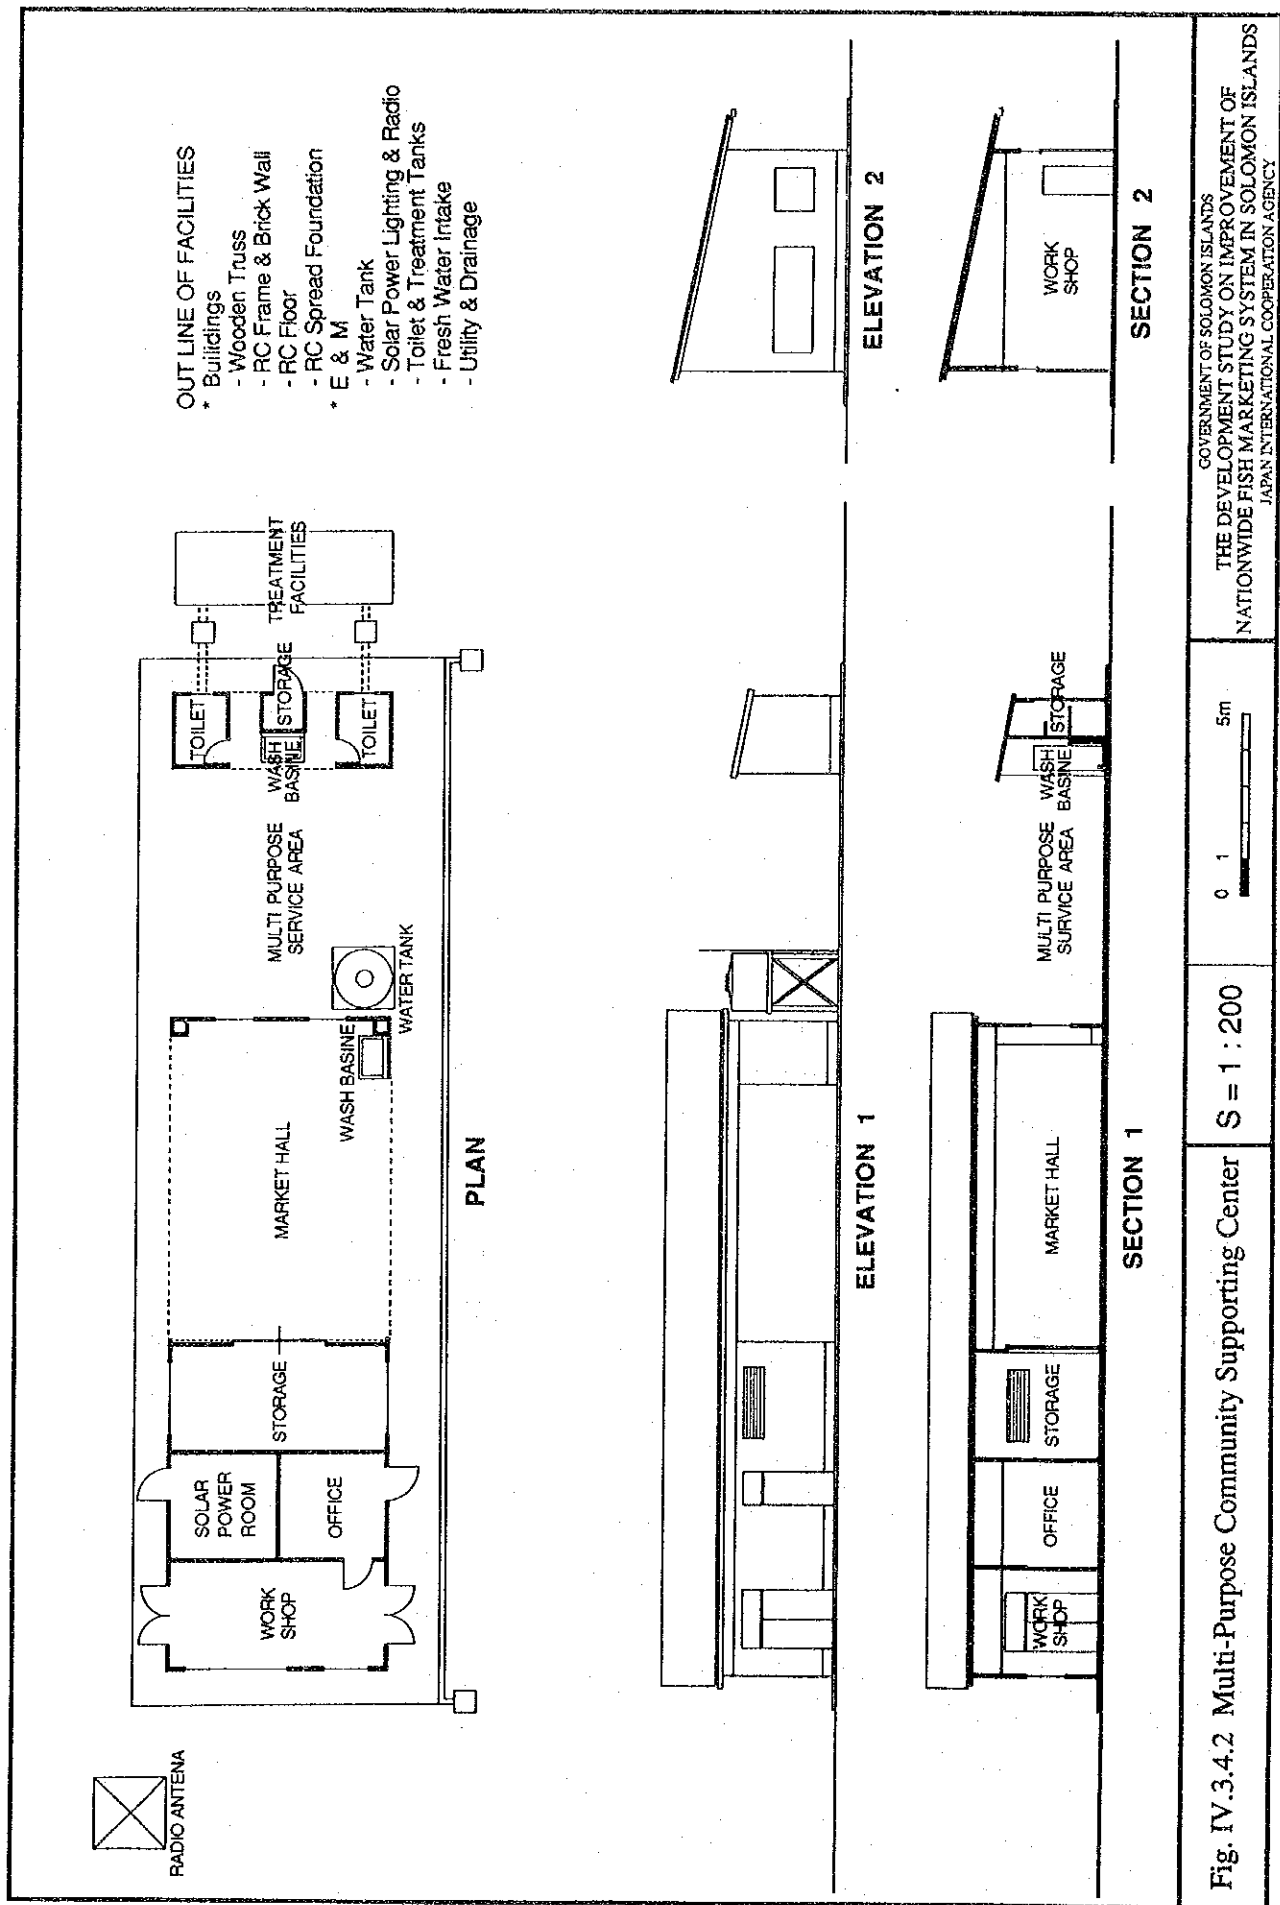 RADIO ANTENA
WORK
SHOP
SOLAR
POWER
ROOM
OFFICE
STORAGE
MARKET HALL
WASH BASINE
WATER TANK
MULTI PURPOSE
SERVICE AREA
WASH
BASINE
TOILET
STORAGE
TOILET
TREATMENT
FACILITIES
PLAN
OUT LINE OF FACILITIES
* Buildings
- Wooden Truss
- RC Frame & Brick Wall
- RC Floor
- RC Spread Foundation
* E & M
- Water Tank
- Solar Power Lighting & Radio
- Toilet & Treatment Tanks
- Fresh Water Intake
- Utility & Drainage
ELEVATION 1
ELEVATION 2
WORK
SHOP
OFFICE
STORAGE
MARKET HALL
MULTI PURPOSE
SURVICE AREA
WASH
BASINE
STORAGE
SECTION 1
WORK
SHOP
SECTION 2
Fig. IV.3.4.2 Multi-Purpose Community Supporting Center
S = 1 : 200
0 1 5m
GOVERNMENT OF SOLOMON ISLANDS
THE DEVELOPMENT STUDY ON IMPROVEMENT OF
NATIONWIDE FISH MARKETING SYSTEM IN SOLOMON ISLANDS
JAPAN INTERNATIONAL COOPERATION AGENCY